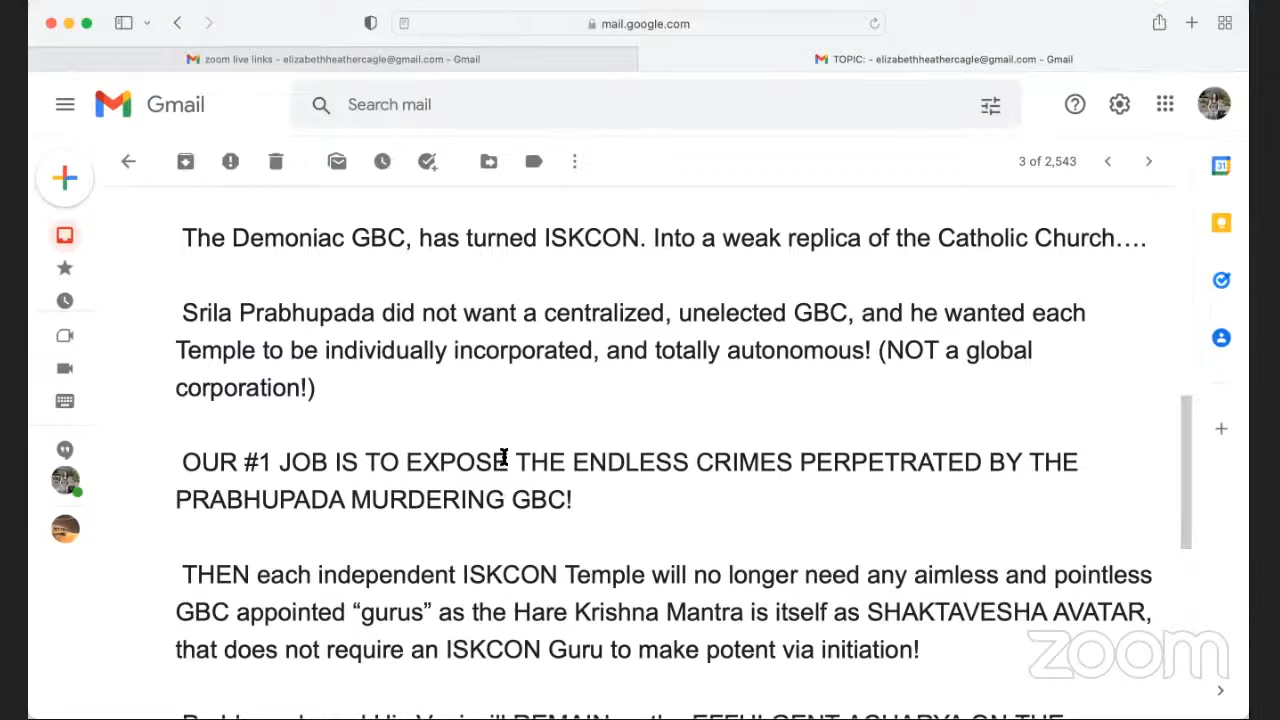 mail.google.com
zoom live links - elizabethheathercagle@gmail.com - Gmail
TOPIC: - elizabethheathercagle@gmail.com - Gmail
Gmail
Search mail
3 of 2,543
31
The Demoniac GBC, has turned ISKCON. Into a weak replica of the Catholic Church….
Srila Prabhupada did not want a centralized, unelected GBC, and he wanted each
Temple to be individually incorporated, and totally autonomous! (NOT a global
corporation!)
OUR #1 JOB IS TO EXPOSE THE ENDLESS CRIMES PERPETRATED BY THE
PRABHUPADA MURDERING GBC!
THEN each independent ISKCON Temple will no longer need any aimless and pointless
GBC appointed “gurus” as the Hare Krishna Mantra is itself as SHAKTAVESHA AVATAR,
that does not require an ISKCON Guru to make potent via initiation!
zoom